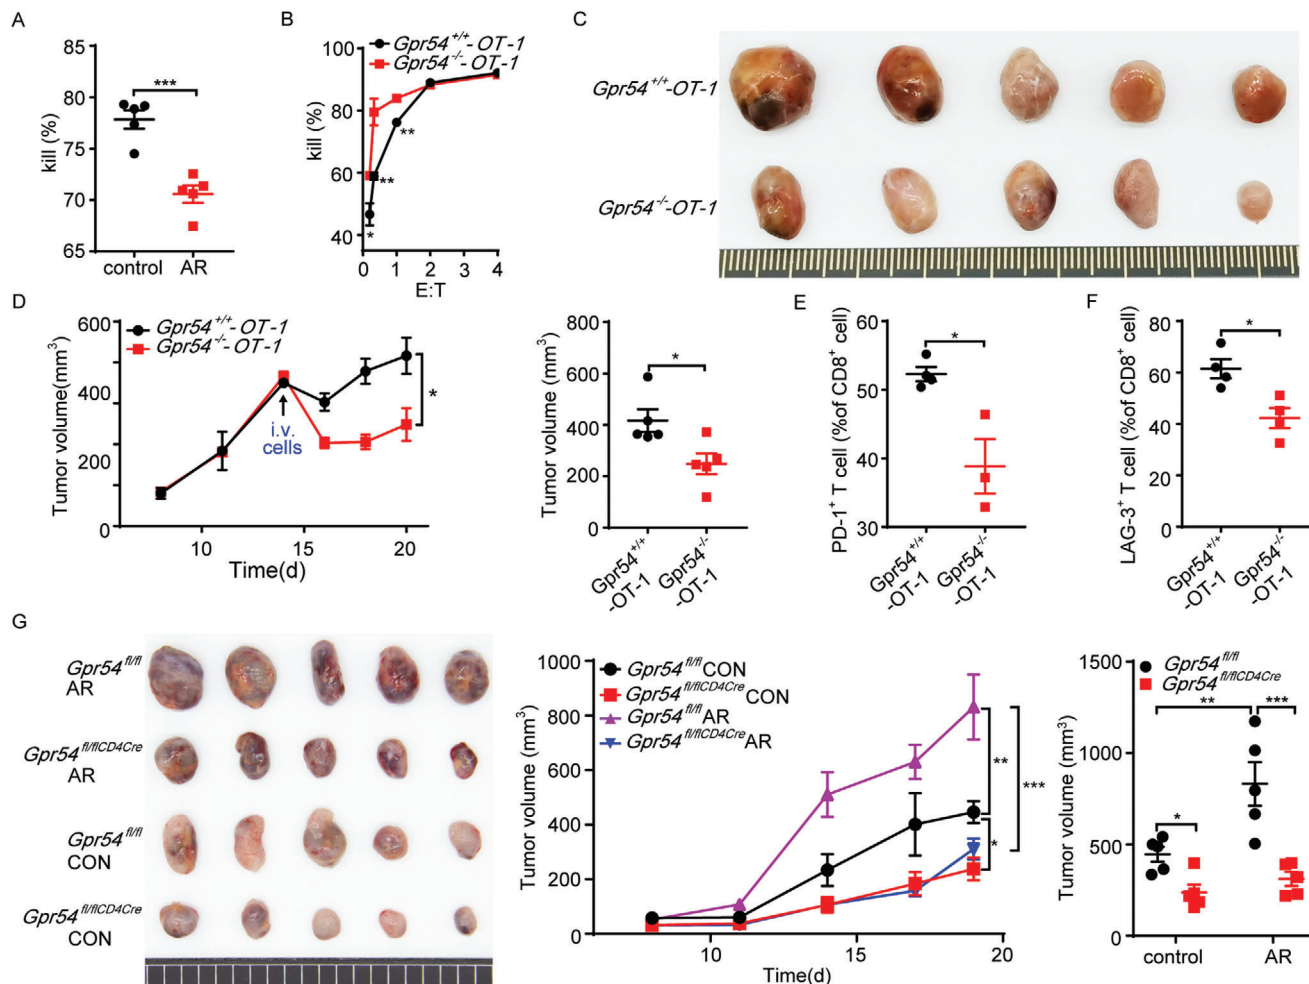 A
85
80
75
70
65
kill (%)
***
control
AR
B
100
80
60
40
kill (%)
Gpr54+/+-OT-1
Gpr54-/-OT-1
**
**
*
0
1
2
3
4
E:T
C
Gpr54+/+-OT-1
Gpr54-/-OT-1
D
600
400
200
0
Tumor volume(mm3)
Gpr54+/+-OT-1
Gpr54-/-OT-1
i.v.
cells
*
10
15
20
Time(d)
800
600
400
200
0
Tumor volume (mm3)
*
Gpr54+/+
-OT-1
Gpr54-/-
-OT-1
E
60
50
40
30
PD-1+ T cell (%of CD8+ cell)
*
Gpr54+/+
-OT-1
Gpr54-/-
-OT-1
F
80
60
40
20
0
LAG-3+ T cell (%of CD8+ cell)
*
Gpr54+/+
-OT-1
Gpr54-/-
-OT-1
G
Gpr54fl/fl
AR
Gpr54fl/flCD4Cre
AR
Gpr54fl/fl
CON
Gpr54fl/flCD4Cre
CON
1000
800
600
400
200
0
Tumor volume (mm3)
Gpr54fl/flCON
Gpr54fl/flCD4CreCON
Gpr54fl/flAR
Gpr54fl/flCD4CreAR
**
***
*
10
15
20
Time(d)
1500
1000
500
0
Tumor volume (mm3)
Gpr54fl/fl
Gpr54fl/flCD4Cre
**
***
*
control
AR